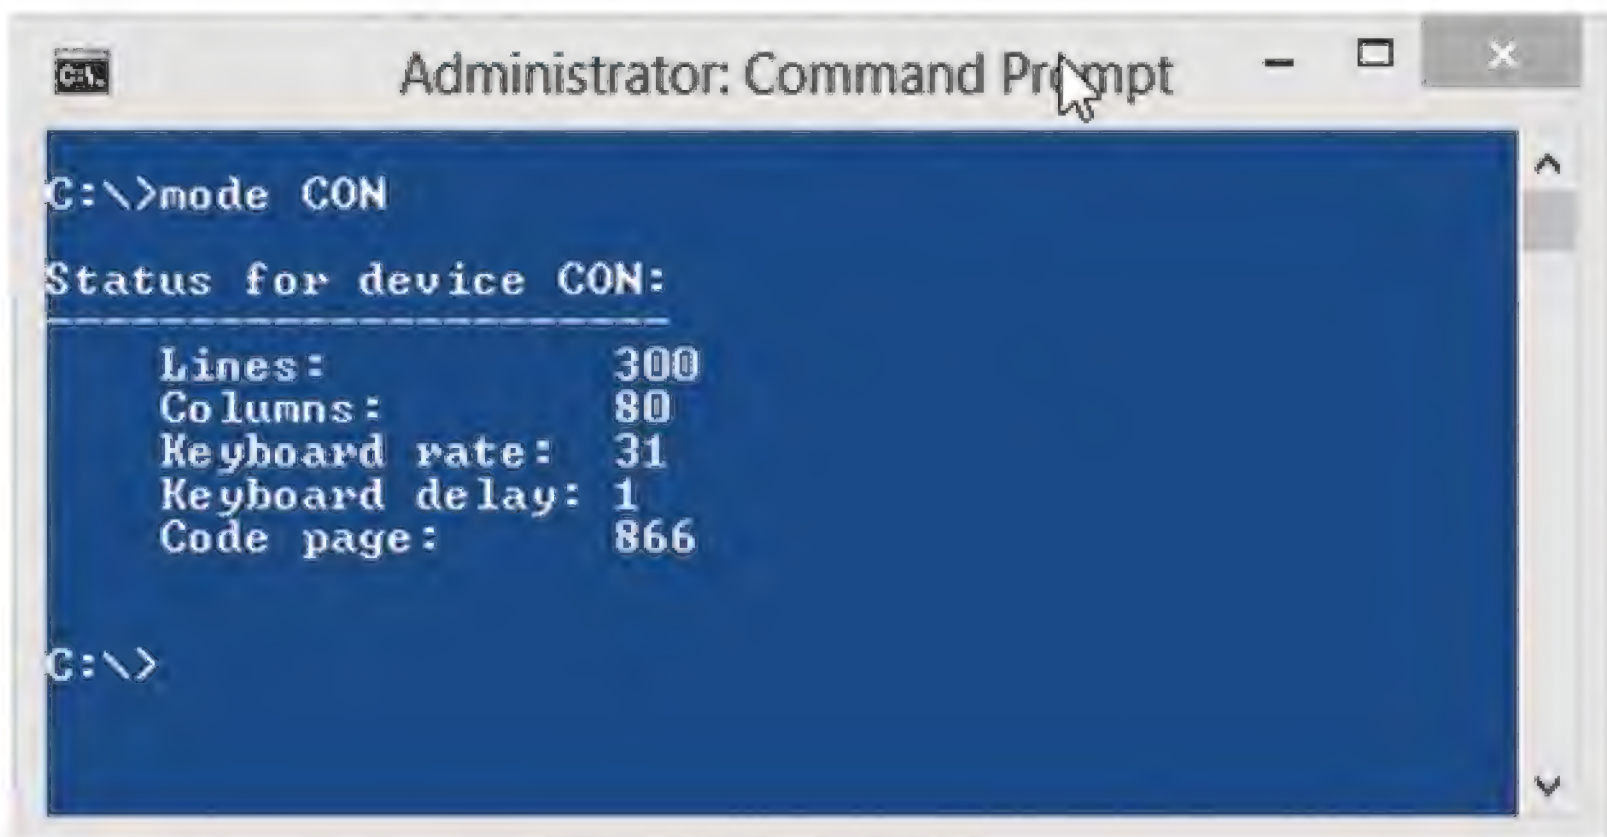 Administrator: Command Prompt
C:\>mode CON
Status for device CON:
----------------------
Lines: 300
Columns: 80
Keyboard rate: 31
Keyboard delay: 1
Code page: 866
C:\>